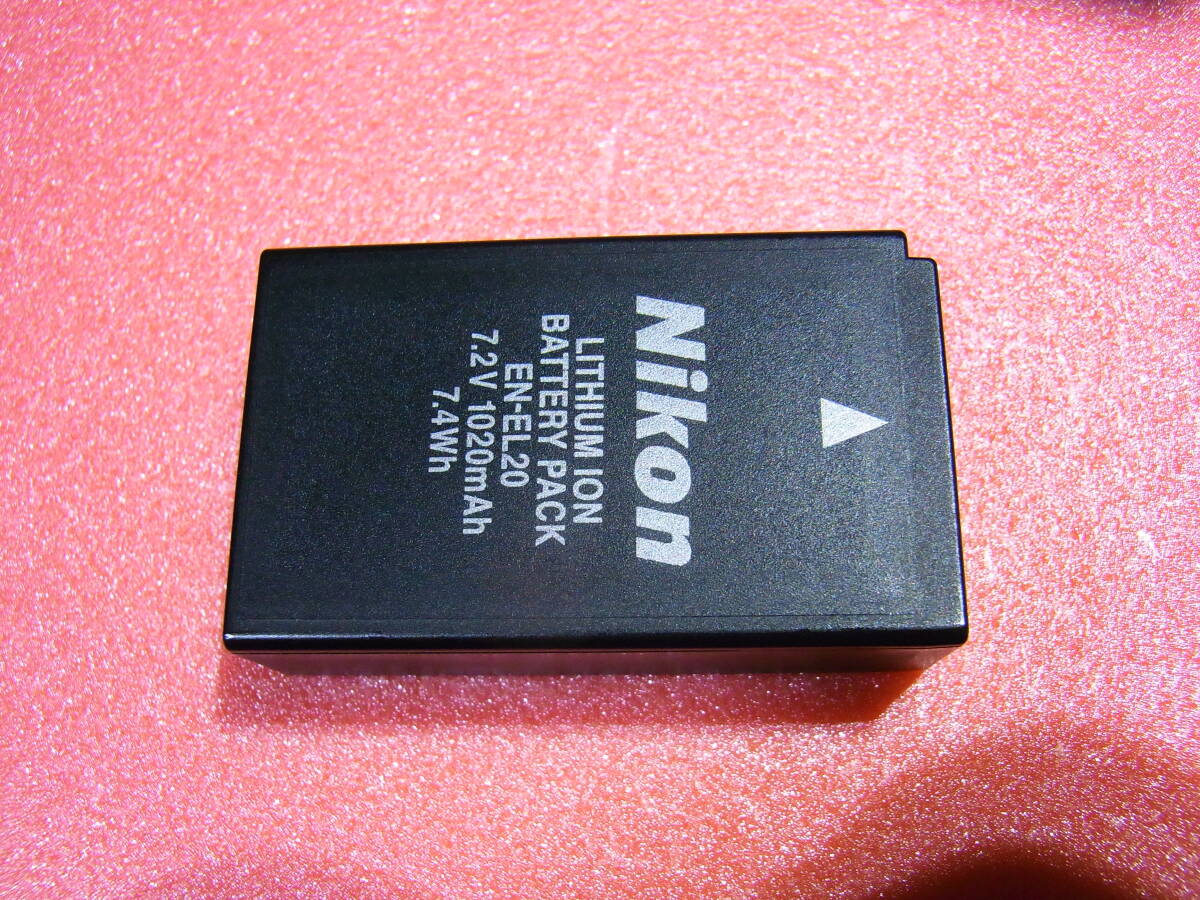 Nikon
LITHIUM ION
BATTERY PACK
EN-EL20
7.2V 1020mAh
7.4Wh